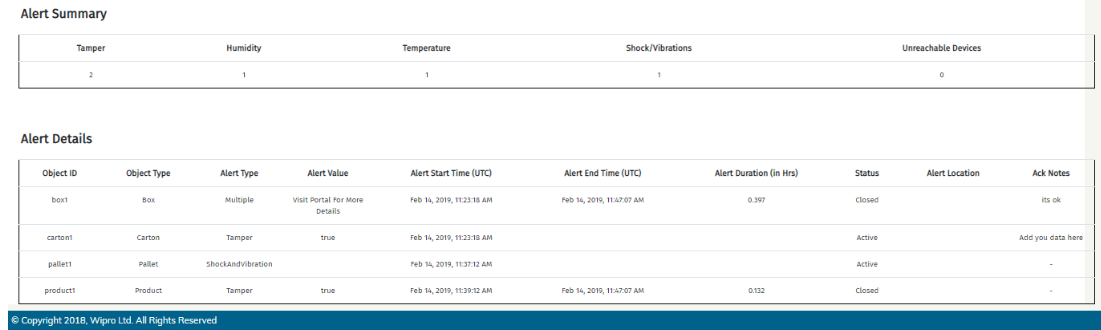 Alert Summary
Tamper Humidity Temperature Shock/Vibrations Unreachable Devices
2 1 1 1 0
Alert Details
Object ID Object Type Alert Type Alert Value Alert Start Time (UTC) Alert End Time (UTC) Alert Duration (in Hrs) Status Alert Location Ack Notes
box1 Box Multiple Visit Portal For More Feb 14, 2019, 11:23:18 AM Feb 14, 2019, 11:47:07 AM 0.397 Closed its ok
Details
carton1 Carton Tamper true Feb 14, 2019, 11:23:18 AM Active Add you data here
pallet1 Pallet ShockAndVibration Feb 14, 2019, 11:37:12 AM Active -
product1 Product Tamper true Feb 14, 2019, 11:39:12 AM Feb 14, 2019, 11:47:07 AM 0.132 Closed -
© Copyright 2018, Wipro Ltd. All Rights Reserved